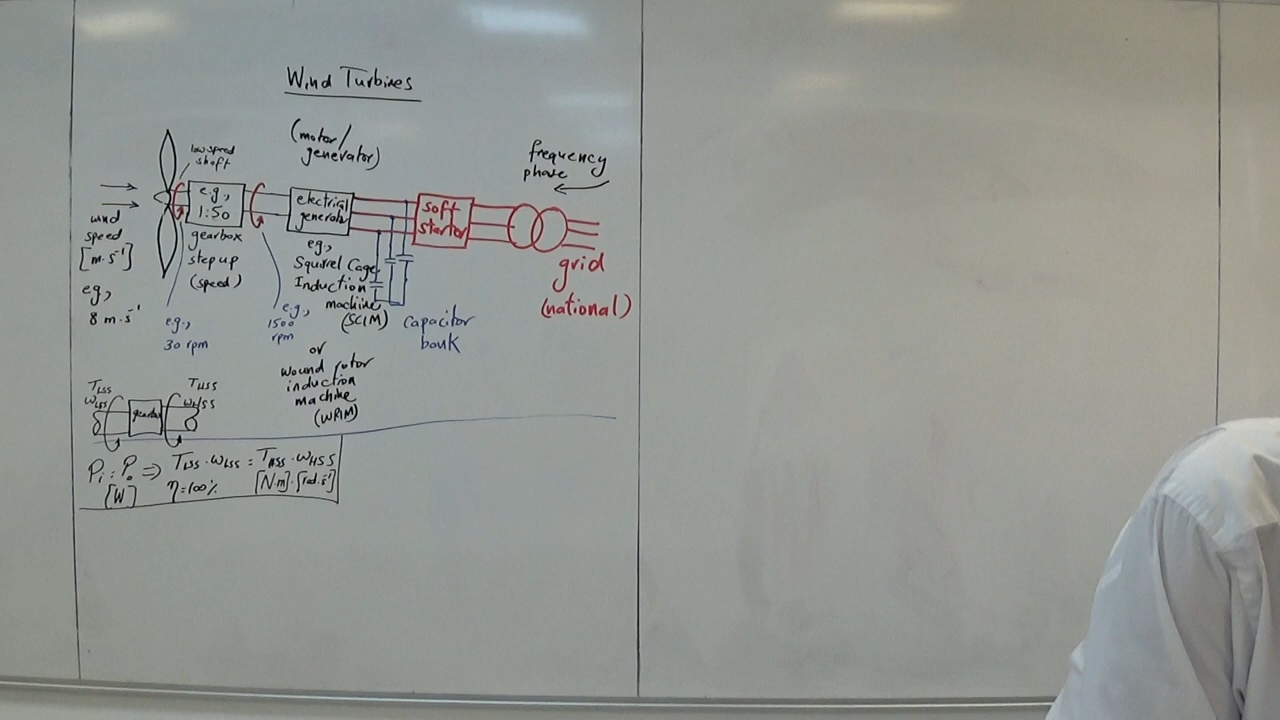 Wind Turbines
(motor/
generator)
low speed
shaft
frequency
phase
wind
speed
[m·s⁻¹]
eg,
8 m·s⁻¹
e.g.,
1:50
gearbox
step up
(speed)
electrical
generator
eg,
Squirrel Cage
Induction
machine
(SCIM)
or
wound rotor
induction
machine
(WRIM)
soft
starter
grid
(national)
eg.,
30 rpm
e.g.,
1500
rpm
Capacitor
bank
T_LSS
ω_LSS
gearbox
T_HSS
ω_HSS
Pi = Po ⇒ T_LSS·ω_LSS = T_HSS·ω_HSS
[W] η=100% [N·m]·[rad·s⁻¹]